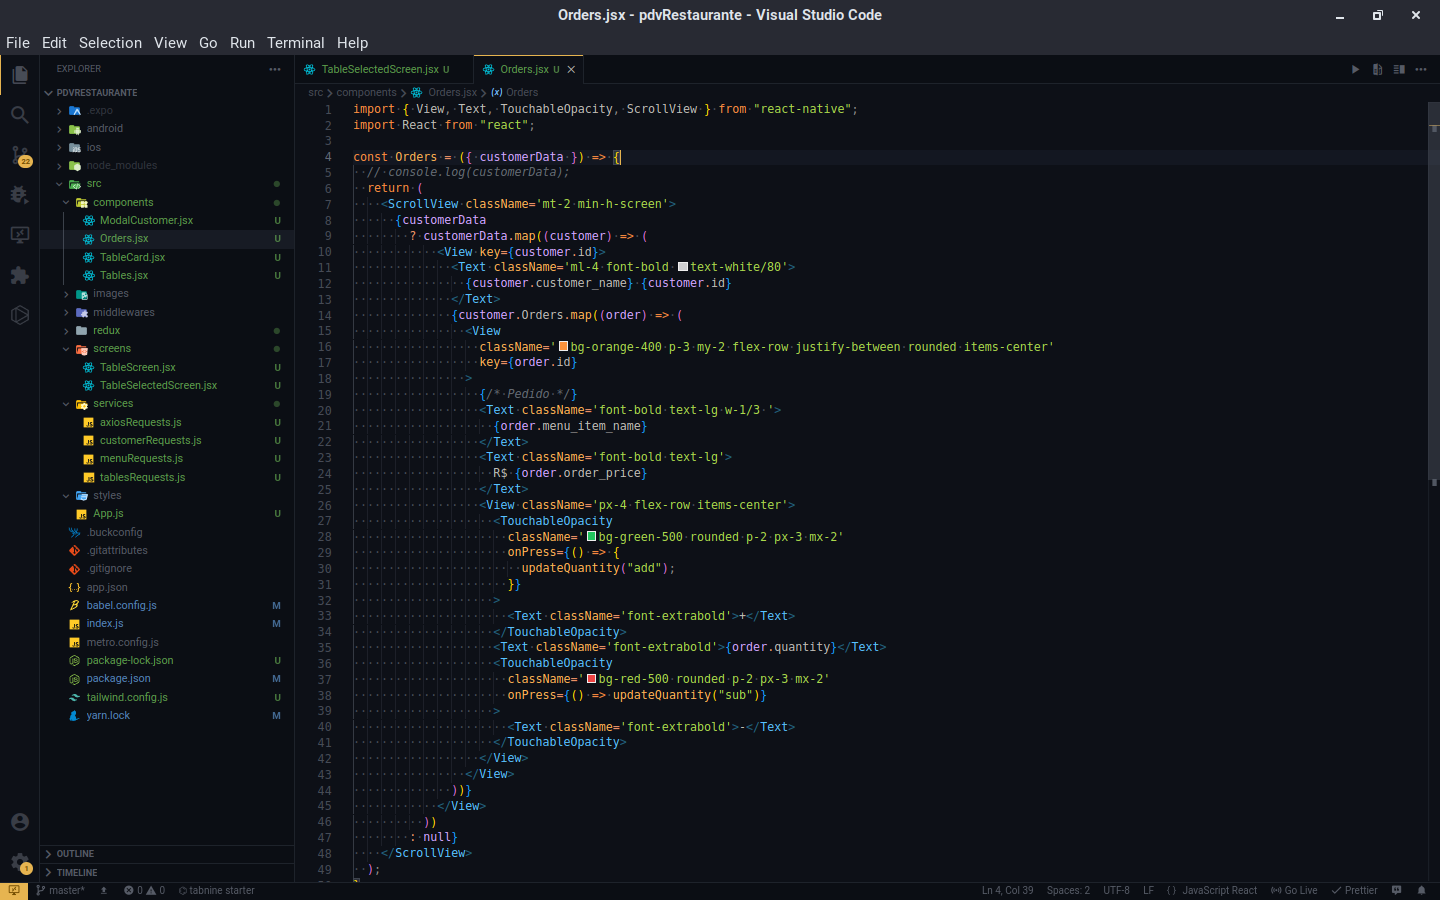 Orders.jsx - pdvRestaurante - Visual Studio Code
File Edit Selection View Go Run Terminal Help
EXPLORER
PDVRESTAURANTE
.expo
android
ios
node_modules
src
components
ModalCustomer.jsx U
Orders.jsx U
TableCard.jsx U
Tables.jsx U
images
middlewares
redux
screens
TableScreen.jsx U
TableSelectedScreen.jsx U
services
axiosRequests.js U
customerRequests.js U
menuRequests.js U
tablesRequests.js U
styles
App.js U
.buckconfig
.gitattributes
.gitignore
app.json
babel.config.js M
index.js M
metro.config.js
package-lock.json U
package.json M
tailwind.config.js U
yarn.lock M
OUTLINE
TIMELINE
22
1
TableSelectedScreen.jsx U Orders.jsx U
src > components > Orders.jsx > Orders
1 import { View, Text, TouchableOpacity, ScrollView } from "react-native";
2 import React from "react";
3
4 const Orders = ({ customerData }) => {
5 // console.log(customerData);
6 return (
7 <ScrollView className='mt-2 min-h-screen'>
8 {customerData
9 ? customerData.map((customer) => (
10 <View key={customer.id}>
11 <Text className='ml-4 font-bold text-white/80'>
12 {customer.customer_name} {customer.id}
13 </Text>
14 {customer.Orders.map((order) => (
15 <View
16 className='bg-orange-400 p-3 my-2 flex-row justify-between rounded items-center'
17 key={order.id}
18 >
19 {/* Pedido */}
20 <Text className='font-bold text-lg w-1/3 '>
21 {order.menu_item_name}
22 </Text>
23 <Text className='font-bold text-lg'>
24 R$ {order.order_price}
25 </Text>
26 <View className='px-4 flex-row items-center'>
27 <TouchableOpacity
28 className='bg-green-500 rounded p-2 px-3 mx-2'
29 onPress={() => {
30 updateQuantity("add");
31 }}
32 >
33 <Text className='font-extrabold'>+</Text>
34 </TouchableOpacity>
35 <Text className='font-extrabold'>{order.quantity}</Text>
36 <TouchableOpacity
37 className='bg-red-500 rounded p-2 px-3 mx-2'
38 onPress={() => updateQuantity("sub")}
39 >
40 <Text className='font-extrabold'>-</Text>
41 </TouchableOpacity>
42 </View>
43 </View>
44 ))}
45 </View>
46 ))
47 : null}
48 </ScrollView>
49 );
master* 0 0 tabnine starter Ln 4, Col 39 Spaces: 2 UTF-8 LF JavaScript React Go Live Prettier